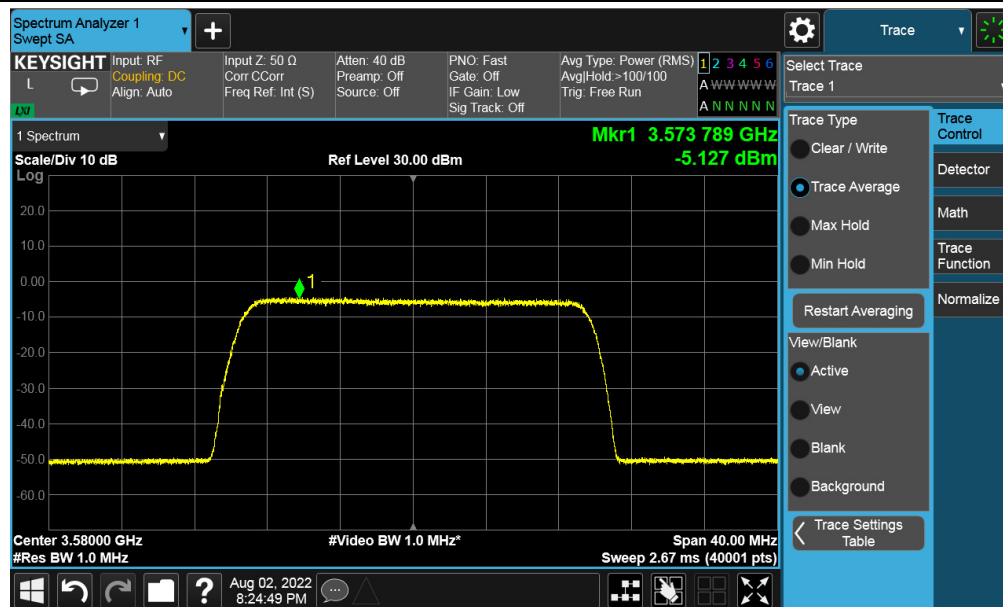 Spectrum Analyzer 1
Swept SA
+
Trace
KEYSIGHT
L
LXI
Input: RF
Coupling: DC
Align: Auto
Input Z: 50 Ω
Corr CCorr
Freq Ref: Int (S)
Atten: 40 dB
Preamp: Off
Source: Off
PNO: Fast
Gate: Off
IF Gain: Low
Sig Track: Off
Avg Type: Power (RMS)
Avg|Hold:>100/100
Trig: Free Run
1 2 3 4 5 6
A W W W W W
A N N N N N
Select Trace
Trace 1
1 Spectrum
Mkr1 3.573 789 GHz
Scale/Div 10 dB
Ref Level 30.00 dBm
-5.127 dBm
Log
20.0
10.0
0.00
-10.0
-20.0
-30.0
-40.0
-50.0
-60.0
1
Center 3.58000 GHz
#Video BW 1.0 MHz*
Span 40.00 MHz
#Res BW 1.0 MHz
Sweep 2.67 ms (40001 pts)
Trace Type
Clear / Write
Trace Average
Max Hold
Min Hold
Restart Averaging
View/Blank
Active
View
Blank
Background
Trace Settings
Table
Trace
Control
Detector
Math
Trace
Function
Normalize
?
Aug 02, 2022
8:24:49 PM